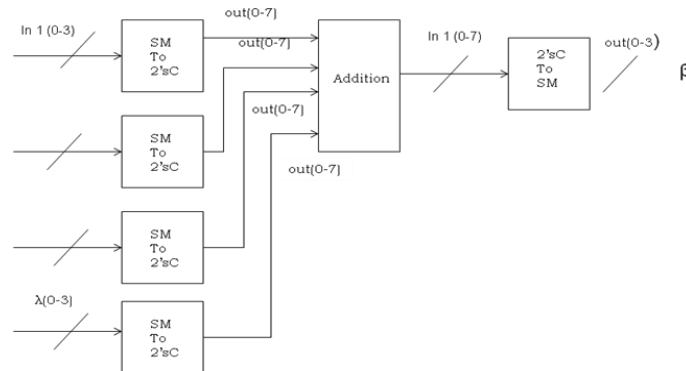 In 1 (0-3)
SM
To
2'sC
out(0-7)
out(0-7)
SM
To
2'sC
out(0-7)
SM
To
2'sC
out(0-7)
λ(0-3)
SM
To
2'sC
Addition
In 1 (0-7)
2'sC
To
SM
out(0-3)
β